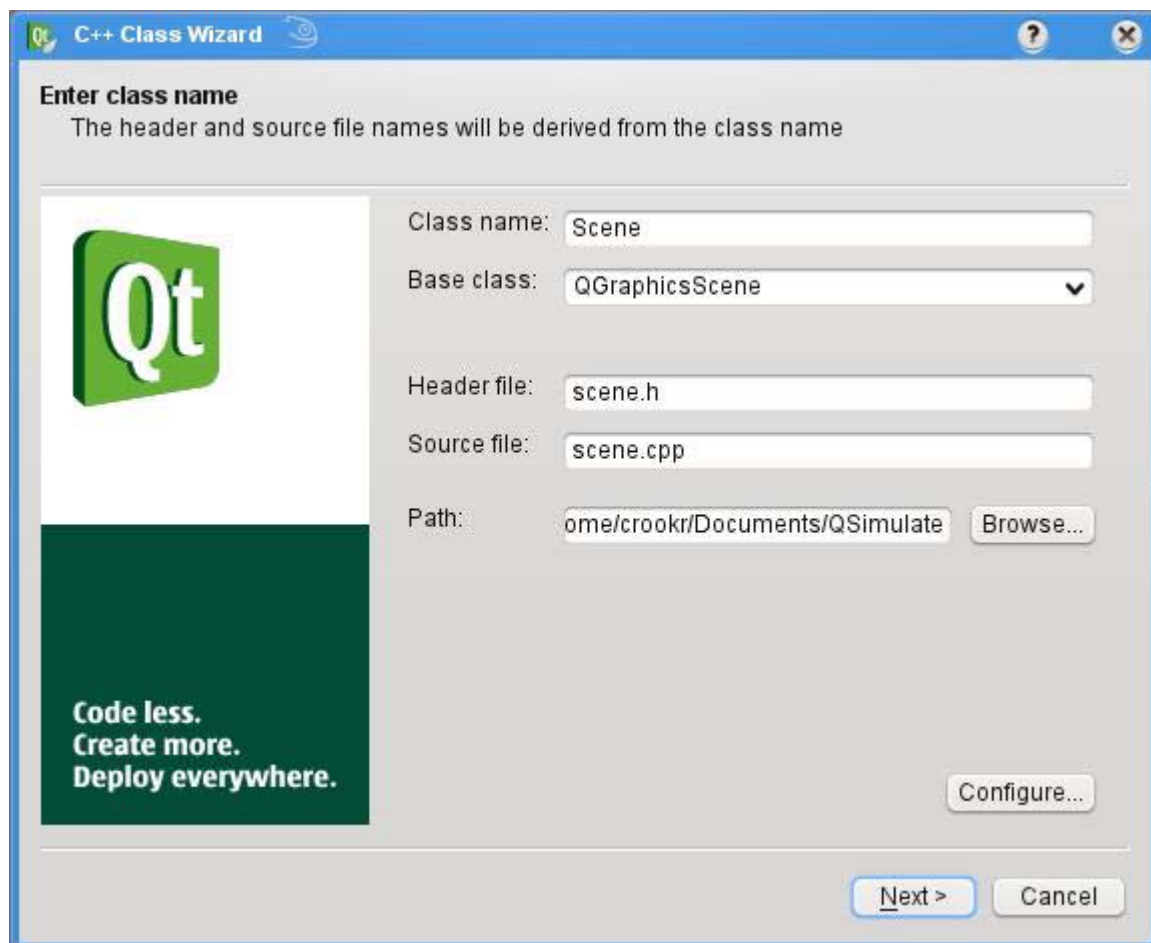 C++ Class Wizard
Enter class name
The header and source file names will be derived from the class name
Qt
Class name: Scene
Base class: QGraphicsScene
Header file: scene.h
Source file: scene.cpp
Path: ome/crookr/Documents/QSimulate Browse...
Code less.
Create more.
Deploy everywhere.
Configure...
Next > Cancel